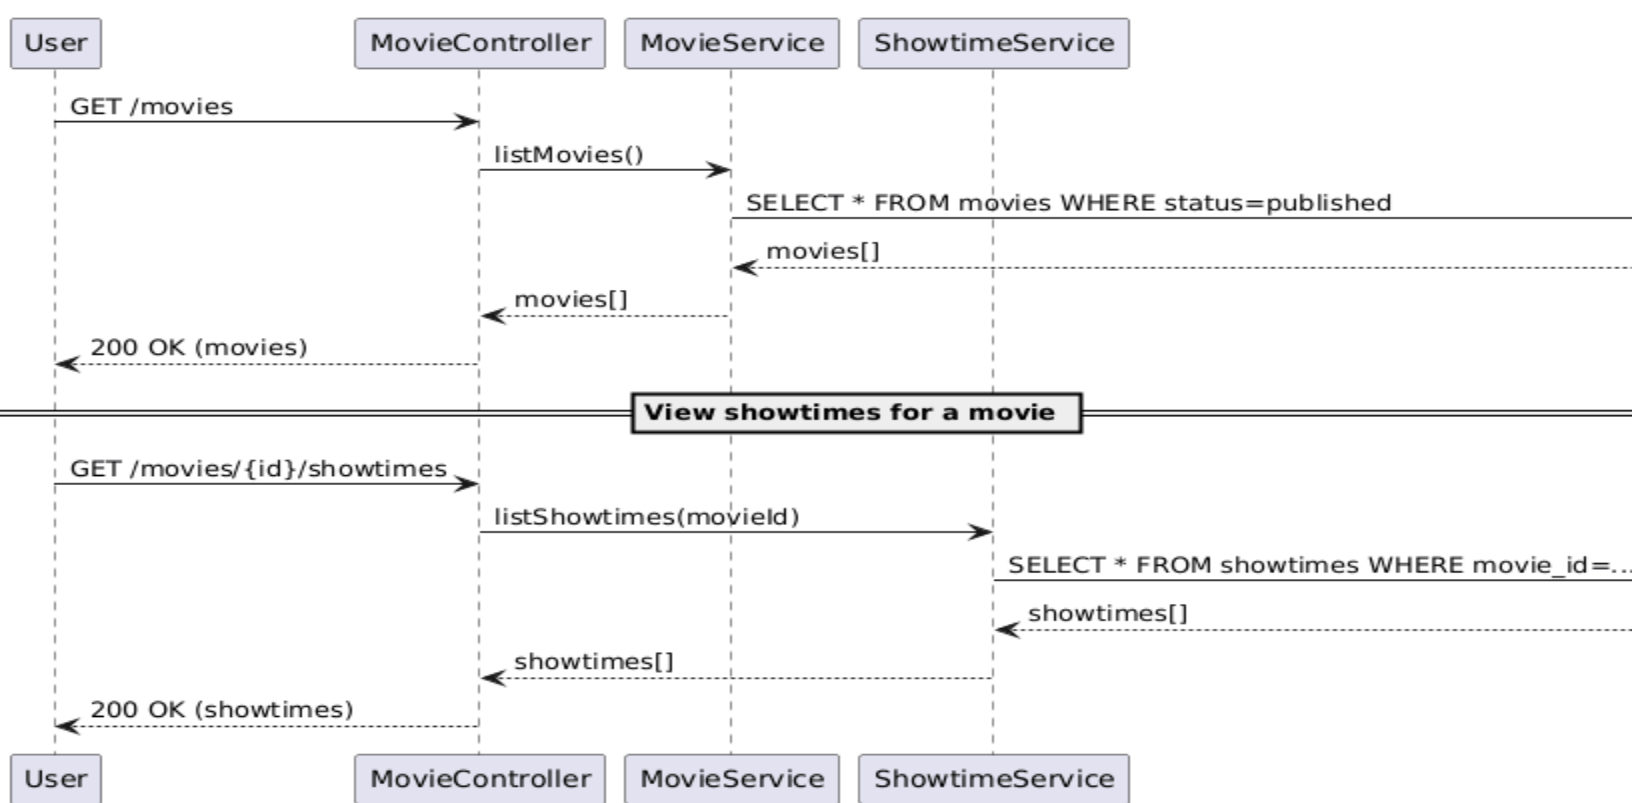 User MovieController MovieService ShowtimeService
GET /movies
listMovies()
SELECT * FROM movies WHERE status=published
movies[]
movies[]
200 OK (movies)
View showtimes for a movie
GET /movies/{id}/showtimes
listShowtimes(movieId)
SELECT * FROM showtimes WHERE movie_id=...
showtimes[]
showtimes[]
200 OK (showtimes)
User MovieController MovieService ShowtimeService